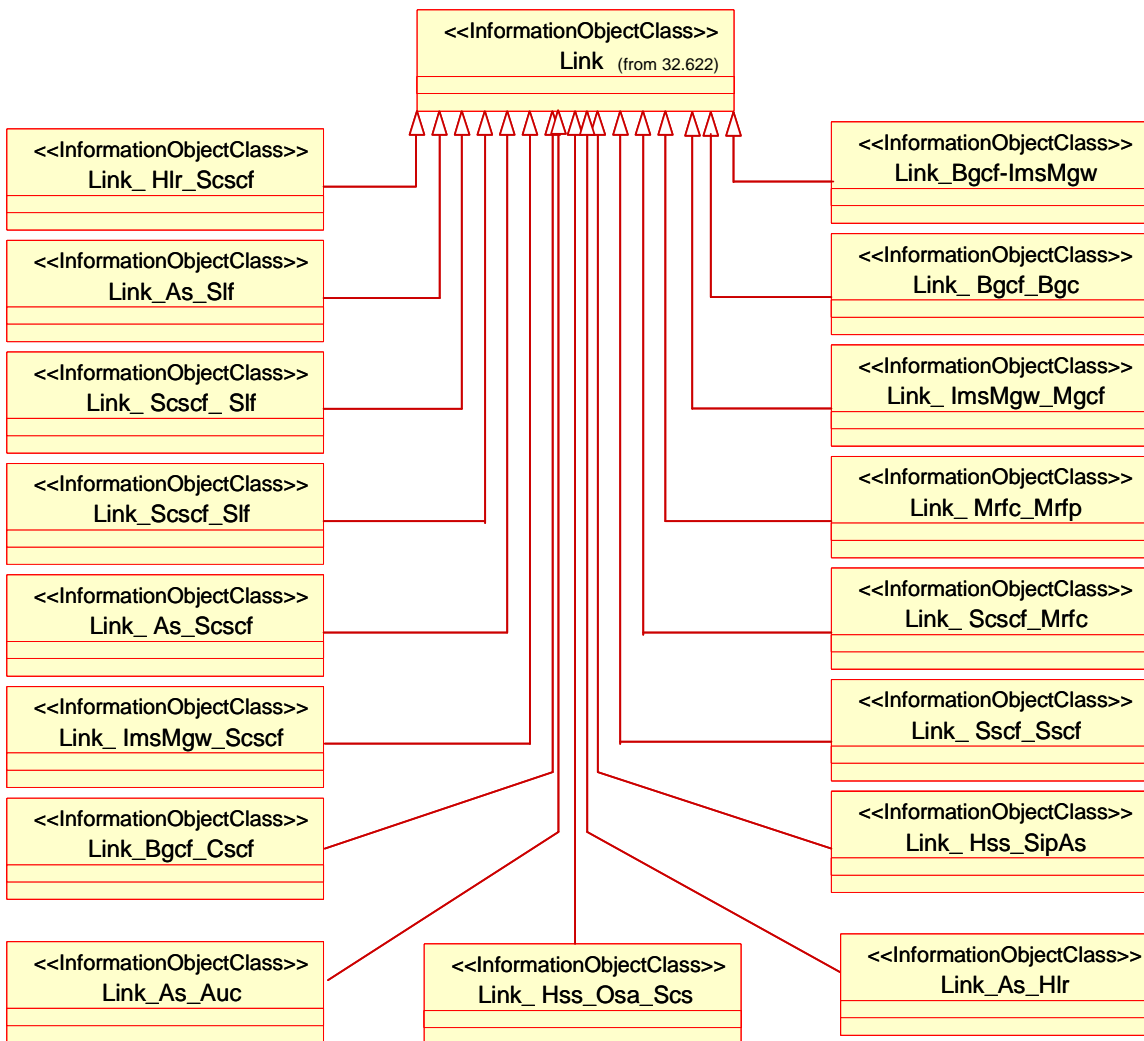 <<InformationObjectClass>>
Link (from 32.622)
<<InformationObjectClass>>
Link_ Hlr_Scscf
<<InformationObjectClass>>
Link_As_Slf
<<InformationObjectClass>>
Link_ Scscf_ Slf
<<InformationObjectClass>>
Link_Scscf_Slf
<<InformationObjectClass>>
Link_ As_Scscf
<<InformationObjectClass>>
Link_ ImsMgw_Scscf
<<InformationObjectClass>>
Link_Bgcf_Cscf
<<InformationObjectClass>>
Link_As_Auc
<<InformationObjectClass>>
Link_ Hss_Osa_Scs
<<InformationObjectClass>>
Link_Bgcf-ImsMgw
<<InformationObjectClass>>
Link_ Bgcf_Bgc
<<InformationObjectClass>>
Link_ ImsMgw_Mgcf
<<InformationObjectClass>>
Link_ Mrfc_Mrfp
<<InformationObjectClass>>
Link_ Scscf_Mrfc
<<InformationObjectClass>>
Link_ Sscf_Sscf
<<InformationObjectClass>>
Link_ Hss_SipAs
<<InformationObjectClass>>
Link_As_Hlr